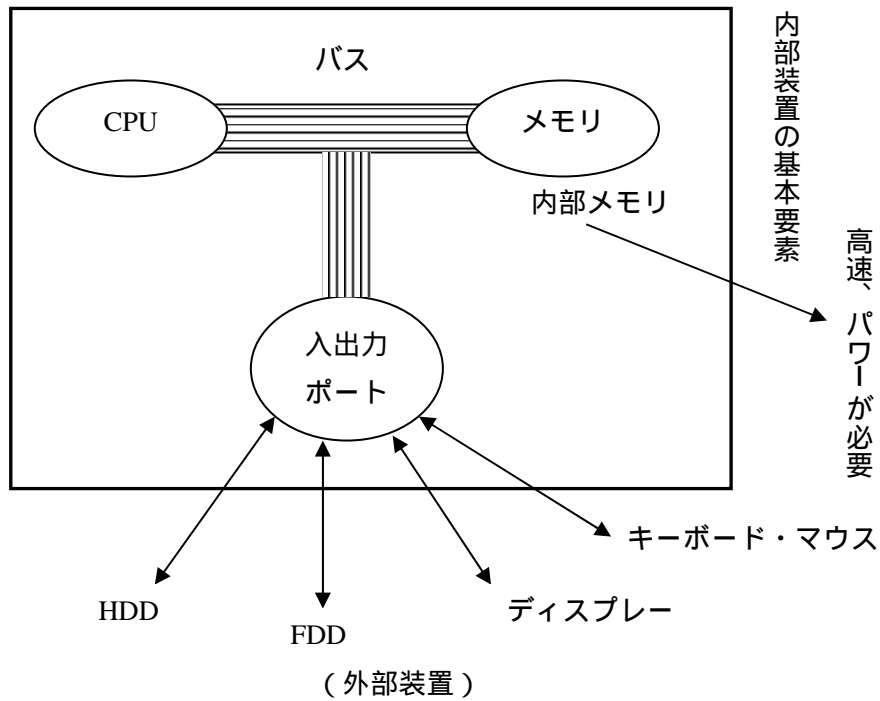 バス
CPU
メモリ
内部メモリ
内部装置の基本要素
高速、パワーが必要
入出力
ポート
キーボード・マウス
HDD
FDD
ディスプレー
(外部装置)